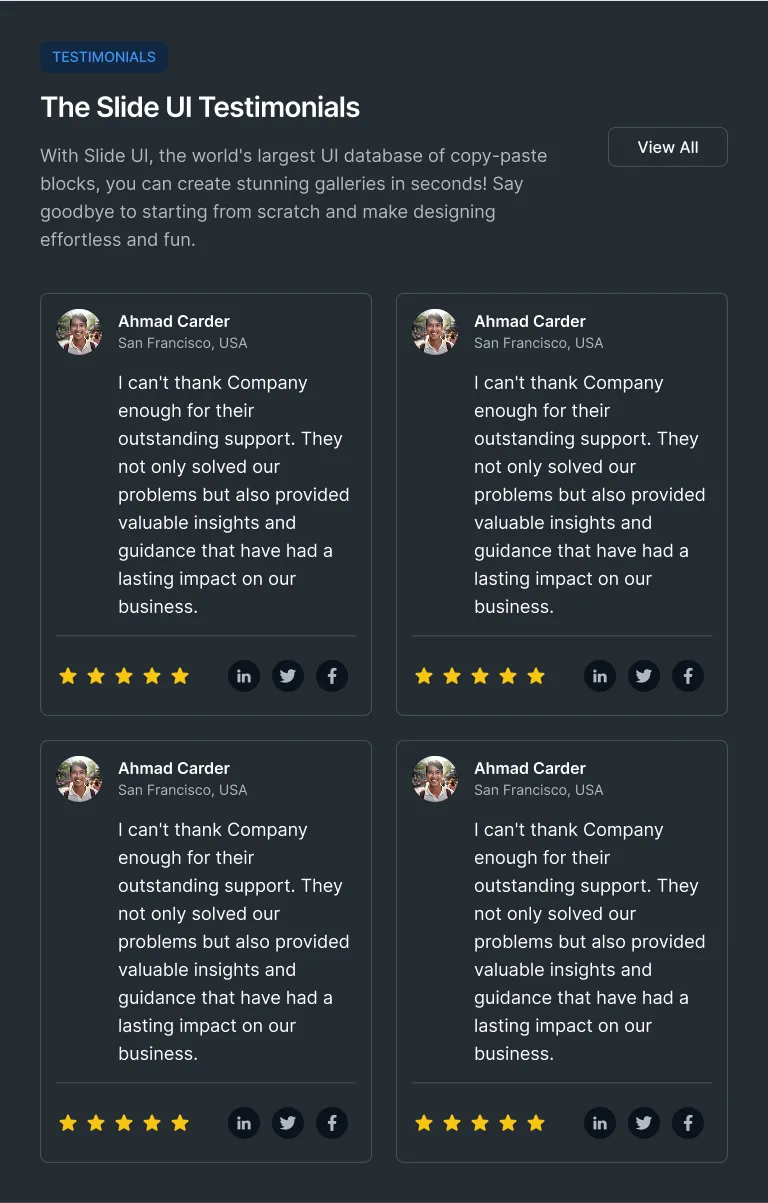 TESTIMONIALS
The Slide UI Testimonials
With Slide UI, the world's largest UI database of copy-paste
blocks, you can create stunning galleries in seconds! Say
goodbye to starting from scratch and make designing
effortless and fun.
View All
Ahmad Carder
San Francisco, USA
I can't thank Company
enough for their
outstanding support. They
not only solved our
problems but also provided
valuable insights and
guidance that have had a
lasting impact on our
business.
in
Ahmad Carder
San Francisco, USA
I can't thank Company
enough for their
outstanding support. They
not only solved our
problems but also provided
valuable insights and
guidance that have had a
lasting impact on our
business.
in
Ahmad Carder
San Francisco, USA
I can't thank Company
enough for their
outstanding support. They
not only solved our
problems but also provided
valuable insights and
guidance that have had a
lasting impact on our
business.
in
Ahmad Carder
San Francisco, USA
I can't thank Company
enough for their
outstanding support. They
not only solved our
problems but also provided
valuable insights and
guidance that have had a
lasting impact on our
business.
in